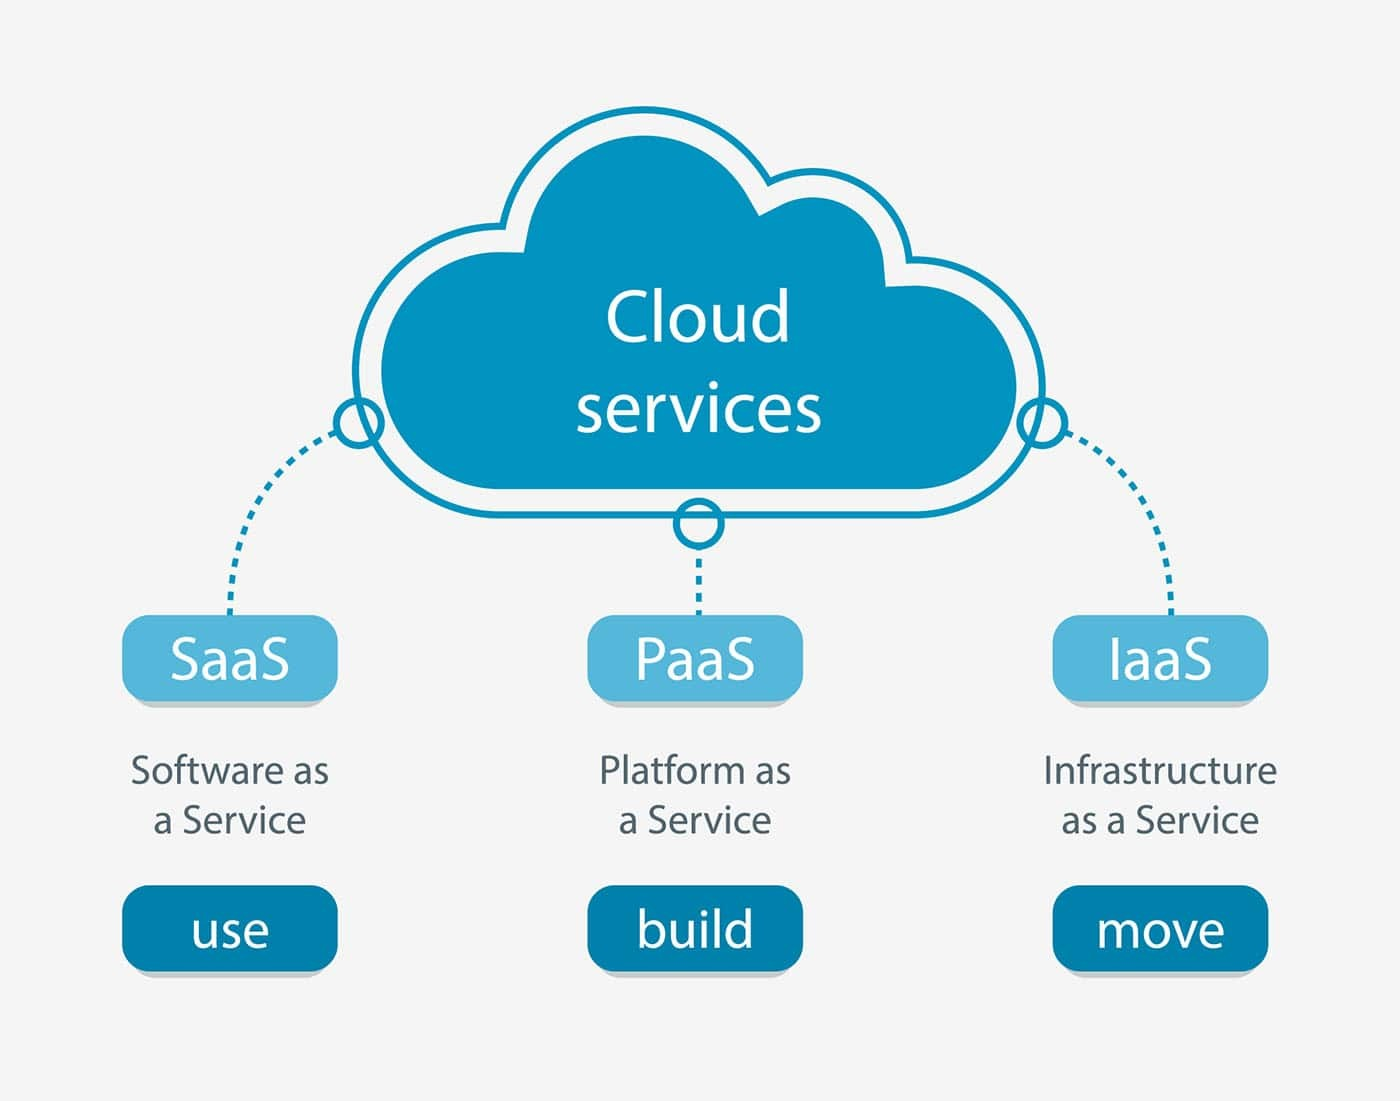 Cloud
services
SaaS
PaaS
IaaS
Software as
a Service
Platform as
a Service
Infrastructure
as a Service
use
build
move